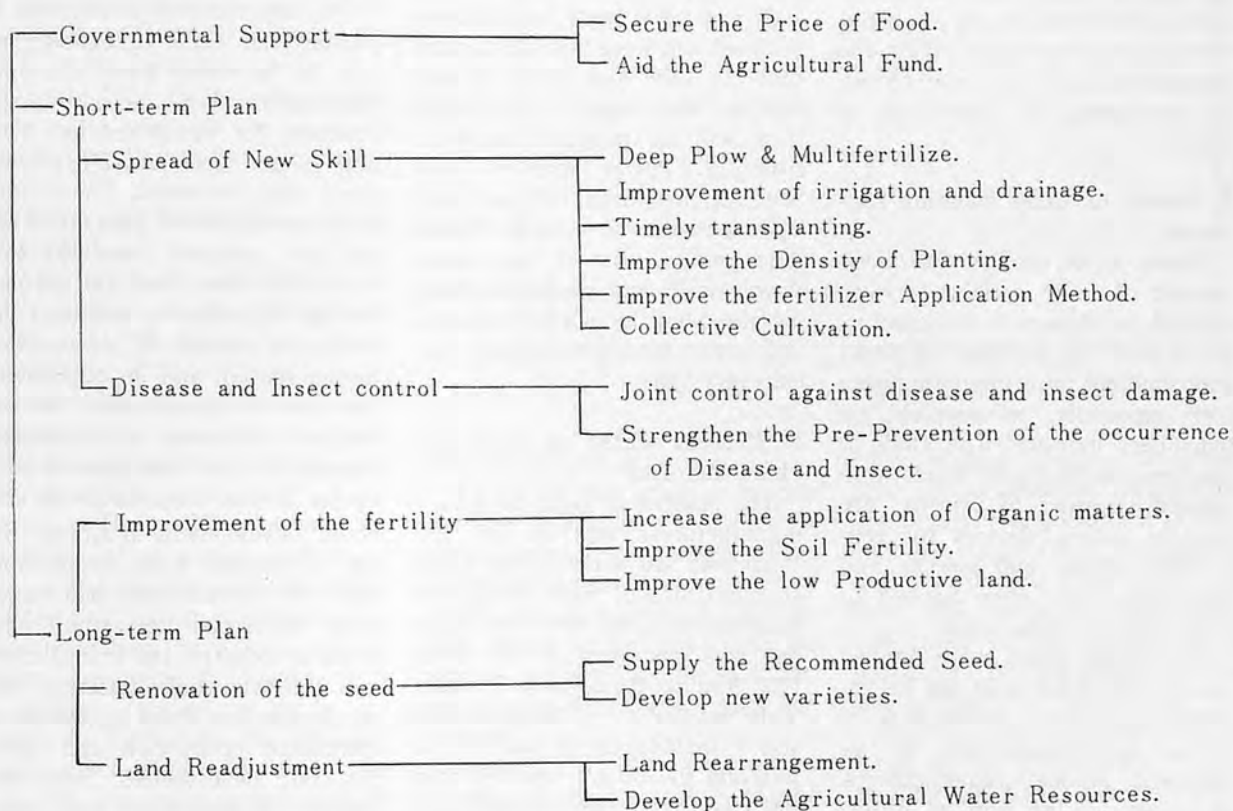 Governmental Support
Secure the Price of Food.
Aid the Agricultural Fund.
Short-term Plan
Spread of New Skill
Deep Plow & Multifertilize.
Improvement of irrigation and drainage.
Timely transplanting.
Improve the Density of Planting.
Improve the fertilizer Application Method.
Collective Cultivation.
Disease and Insect control
Joint control against disease and insect damage.
Strengthen the Pre-Prevention of the occurrence
of Disease and Insect.
Improvement of the fertility
Increase the application of Organic matters.
Improve the Soil Fertility.
Improve the low Productive land.
Long-term Plan
Renovation of the seed
Supply the Recommended Seed.
Develop new varieties.
Land Readjustment
Land Rearrangement.
Develop the Agricultural Water Resources.